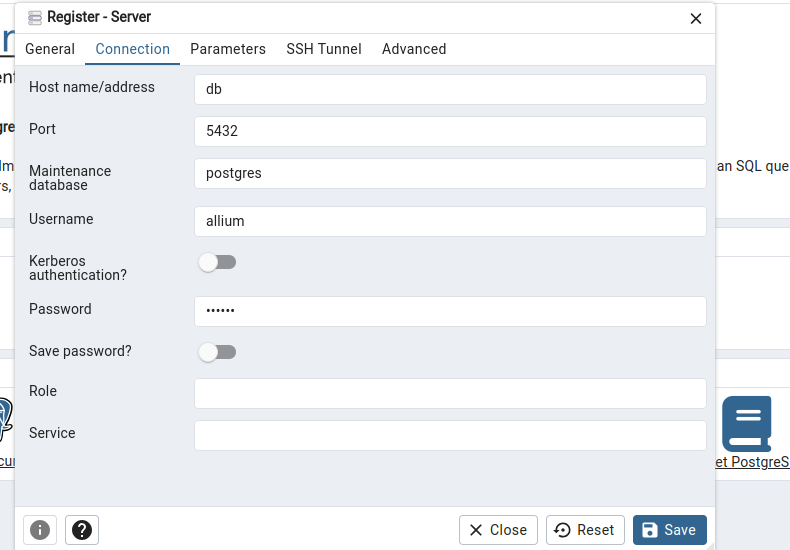 Register - Server
General Connection Parameters SSH Tunnel Advanced
Host name/address db
Port 5432
Maintenance
database
postgres
Username allium
Kerberos
authentication?
Password ••••••
Save password?
Role
Service
Close Reset Save
an SQL que
et PostgreS